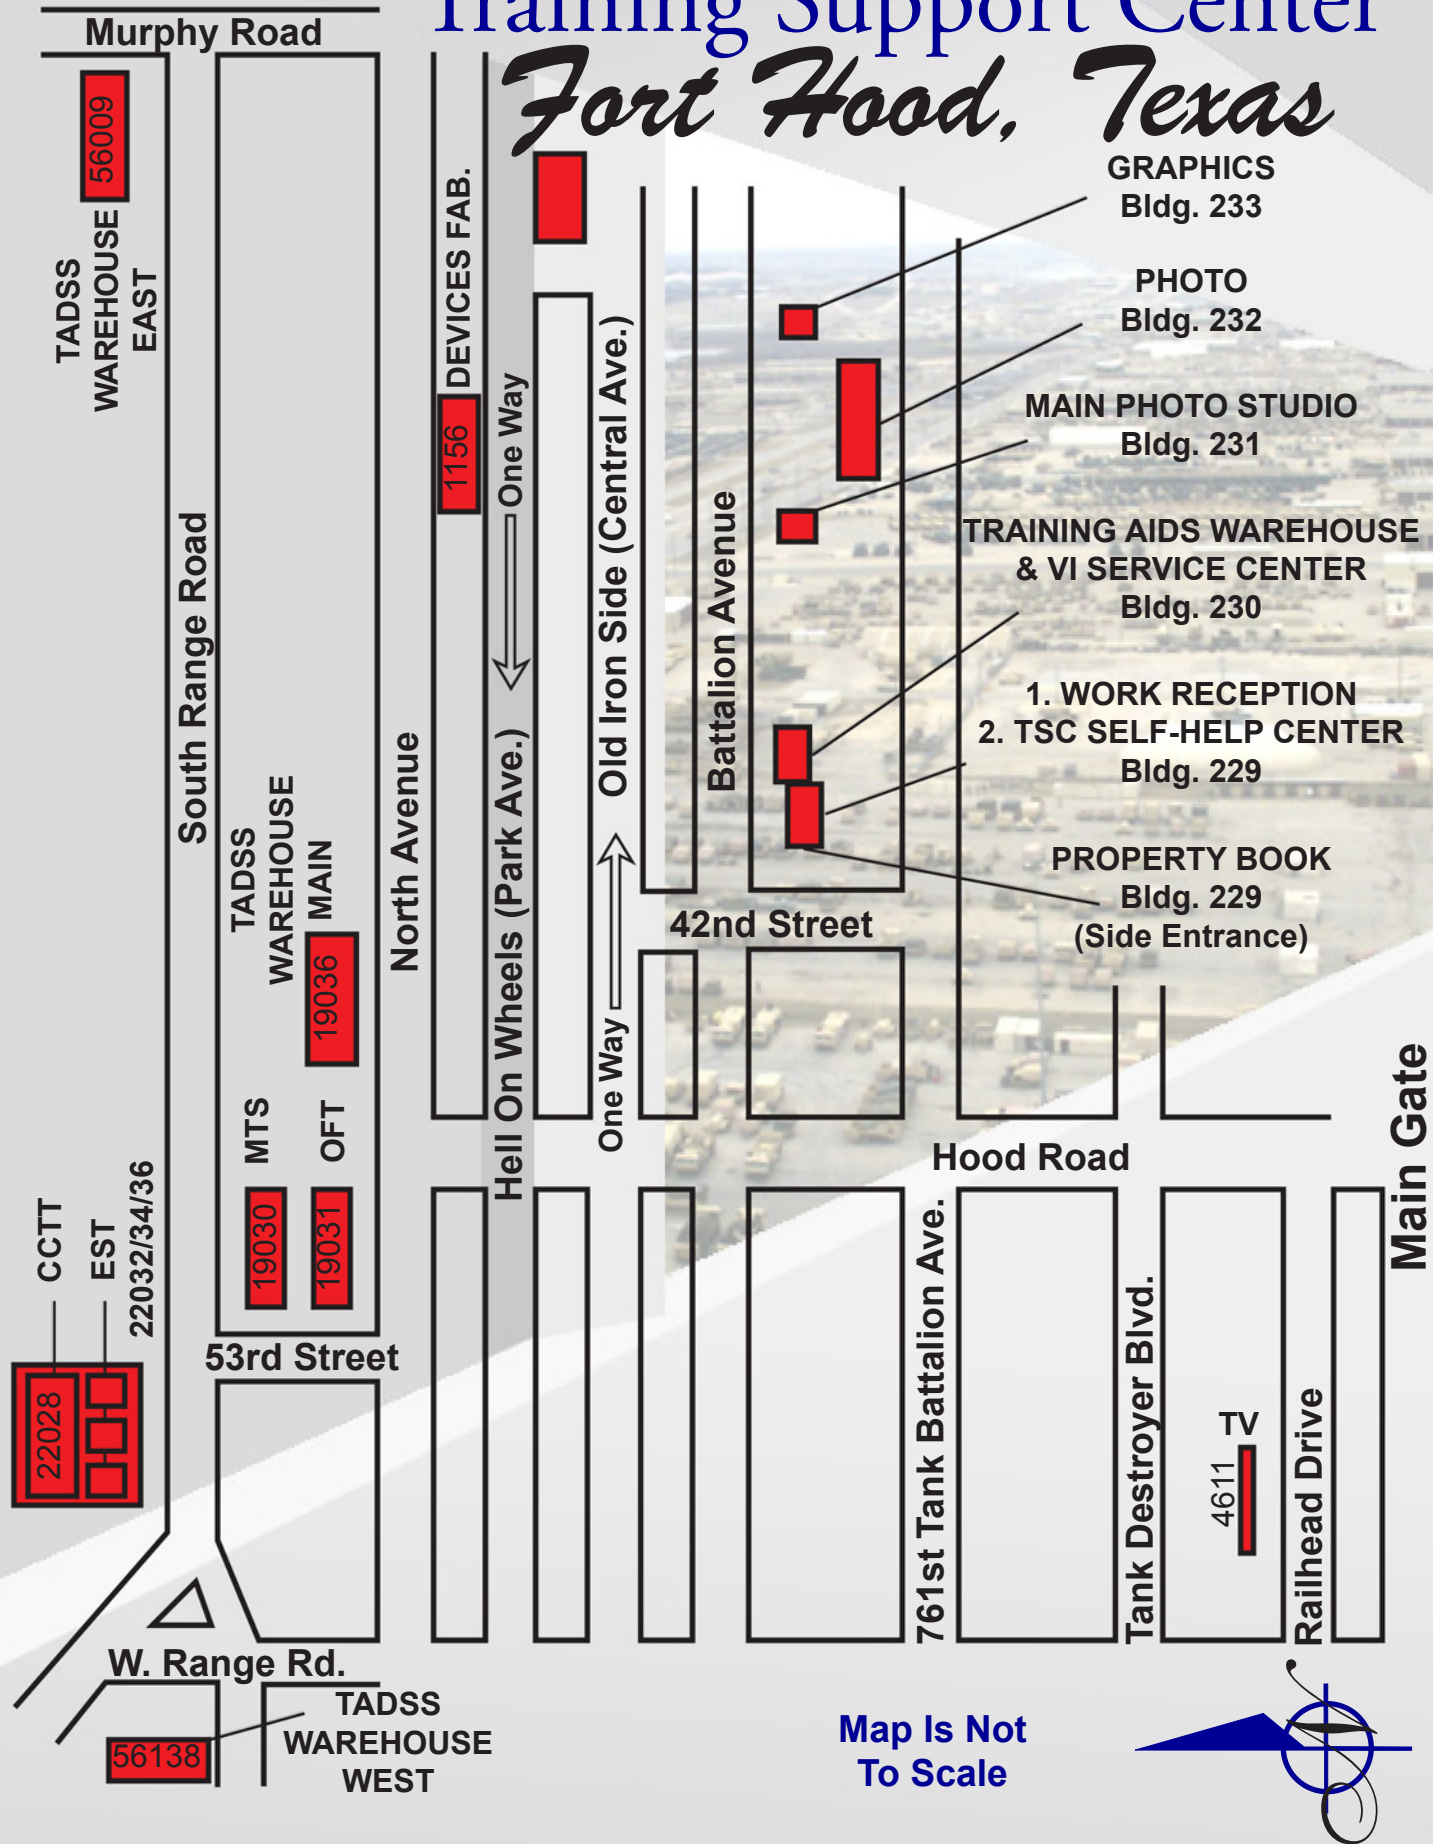 Training Support Center
Fort Hood, Texas
Murphy Road
56009
TADSS
WAREHOUSE
EAST
South Range Road
DEVICES FAB.
1156
One Way
Hell On Wheels (Park Ave.)
Old Iron Side (Central Ave.)
One Way
North Avenue
Battalion Avenue
GRAPHICS
Bldg. 233
PHOTO
Bldg. 232
MAIN PHOTO STUDIO
Bldg. 231
TRAINING AIDS WAREHOUSE
& VI SERVICE CENTER
Bldg. 230
1. WORK RECEPTION
2. TSC SELF-HELP CENTER
Bldg. 229
PROPERTY BOOK
Bldg. 229
(Side Entrance)
42nd Street
TADSS
WAREHOUSE
MAIN
19036
MTS
19030
OFT
19031
Hood Road
Main Gate
CCTT
22028
EST
22032/34/36
53rd Street
761st Tank Battalion Ave.
Tank Destroyer Blvd.
TV
4611
Railhead Drive
W. Range Rd.
TADSS
WAREHOUSE
WEST
56138
Map Is Not
To Scale